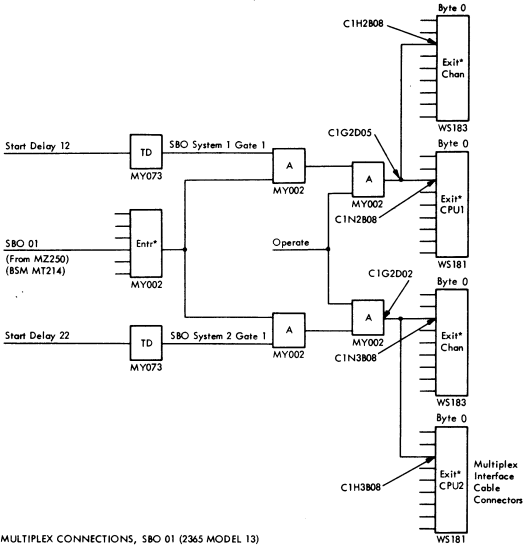 Byte 0
C1H2B08
Exit*
Chan
WS183
Start Delay 12
TD
MY073
SBO System 1 Gate 1
A
MY002
C1G2D05
A
MY002
C1N2B08
Byte 0
Exit*
CPU1
WS181
SBO 01
(From MZ250)
(BSM MT214)
Entr*
MY002
Operate
C1G2D02
Byte 0
Exit*
Chan
WS183
Start Delay 22
TD
MY073
SBO System 2 Gate 1
A
MY002
A
MY002
C1N3B08
Byte 0
C1H3B08
Exit*
CPU2
WS181
Multiplex
Interface
Cable
Connectors
MULTIPLEX CONNECTIONS, SBO 01 (2365 MODEL 13)